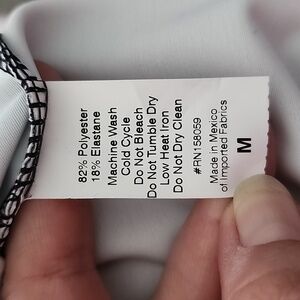 82% Polyester
18% Elastane
Machine Wash
Cold Cycle
Do Not Bleach
Do Not Tumble Dry
Low Heat Iron
Do Not Dry Clean
#RN158059
Made in Mexico
of Imported Fabrics
M